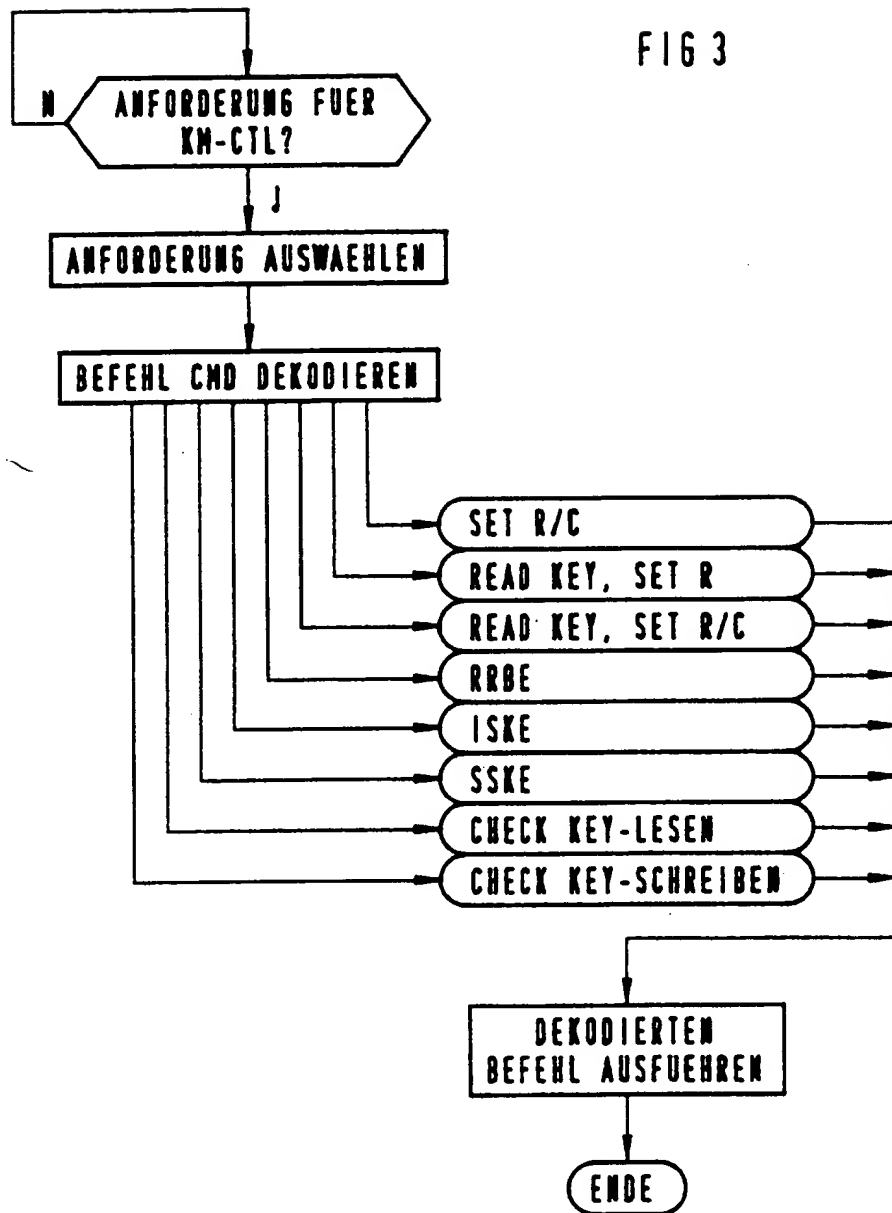 FIG 3
ANFORDERUNG FUER
KM-CTL?
N
J
ANFORDERUNG AUSWAEHLEN
BEFEHL CMD DEKODIEREN
SET R/C
READ KEY, SET R
READ KEY, SET R/C
RRBE
ISKE
SSKE
CHECK KEY-LESEN
CHECK KEY-SCHREIBEN
DEKODIERTEN
BEFEHL AUSFUEHREN
ENDE